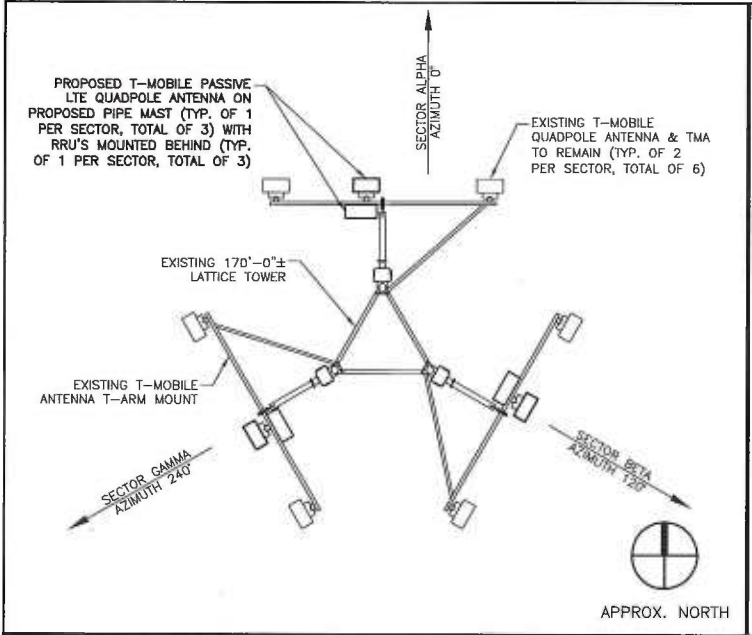 SECTOR ALPHA
AZIMUTH 0°
PROPOSED T-MOBILE PASSIVE
LTE QUADPOLE ANTENNA ON
PROPOSED PIPE MAST (TYP. OF 1
PER SECTOR, TOTAL OF 3) WITH
RRU'S MOUNTED BEHIND (TYP.
OF 1 PER SECTOR, TOTAL OF 3)
EXISTING T-MOBILE
QUADPOLE ANTENNA & TMA
TO REMAIN (TYP. OF 2
PER SECTOR, TOTAL OF 6)
EXISTING 170'-0"±
LATTICE TOWER
EXISTING T-MOBILE
ANTENNA T-ARM MOUNT
SECTOR GAMMA
AZIMUTH 240°
SECTOR BETA
AZIMUTH 120°
APPROX. NORTH